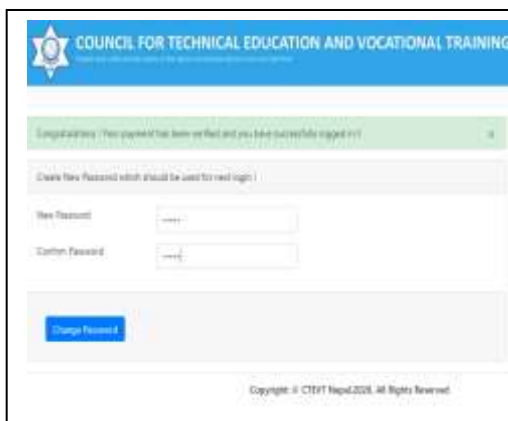 COUNCIL FOR TECHNICAL EDUCATION AND VOCATIONAL TRAINING
Congratulations ! Your payment has been verified and you have successfully logged in !
x
Create New Password which should be used for next login !
New Password
Confirm Password
Change Password
Copyright © CTEVT Nepal, All Rights Reserved